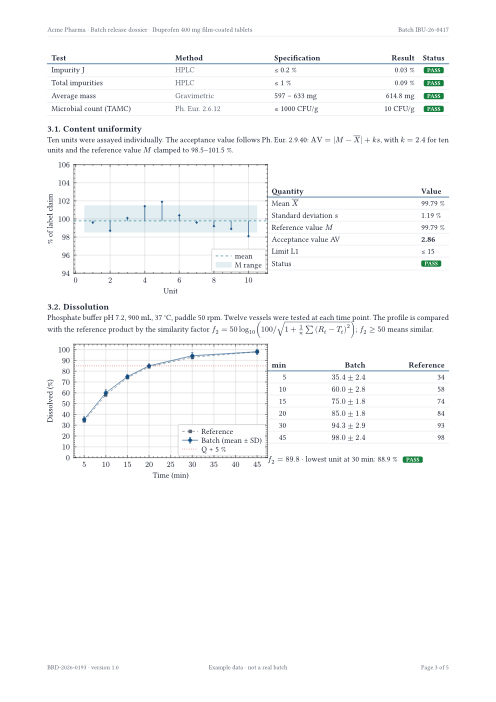 Acme Pharma · Batch release dossier · Ibuprofen 400 mg film-coated tablets Batch IBU-26-0417
Test Method Specification Result Status
Impurity J HPLC ≤ 0.2 % 0.03 % PASS
Total impurities HPLC ≤ 1 % 0.09 % PASS
Average mass Gravimetric 597 – 633 mg 614.8 mg PASS
Microbial count (TAMC) Ph. Eur. 2.6.12 ≤ 1000 CFU/g 10 CFU/g PASS
3.1. Content uniformity
Ten units were assayed individually. The acceptance value follows Ph. Eur. 2.9.40: AV = |M − X̅| + ks, with k = 2.4 for ten
units and the reference value M clamped to 98.5–101.5 %.
% of label claim
106
104
102
100
98
96
94
0 2 4 6 8 10
Unit
mean
M range
Quantity Value
Mean X̅ 99.79 %
Standard deviation s 1.19 %
Reference value M 99.79 %
Acceptance value AV 2.86
Limit L1 ≤ 15
Status PASS
3.2. Dissolution
Phosphate buffer pH 7.2, 900 mL, 37 °C, paddle 50 rpm. Twelve vessels were tested at each time point. The profile is compared
with the reference product by the similarity factor f₂ = 50 log₁₀(100/√(1 + 1/n ∑ (Rₜ − Tₜ)²)); f₂ ≥ 50 means similar.
Dissolved (%)
100
90
80
70
60
50
40
30
20
10
0
5 10 15 20 25 30 35 40 45
Time (min)
Reference
Batch (mean ± SD)
Q + 5 %
min Batch Reference
5 35.4 ± 2.4 34
10 60.0 ± 2.8 58
15 75.0 ± 1.8 74
20 85.0 ± 1.8 84
30 94.3 ± 2.9 93
45 98.0 ± 2.4 98
f₂ = 89.8 · lowest unit at 30 min: 88.9 % PASS
BRD-2026-0193 · version 1.0 Example data · not a real batch Page 3 of 5